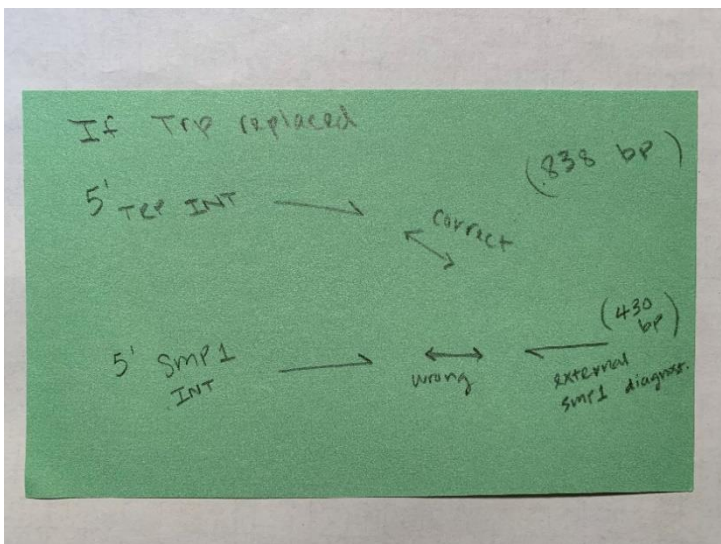 If Trp replaced
(838 bp)
5' TRP INT
correct
5' SMP1
INT
wrong
(430
bp)
external
SMP1 diagnos.